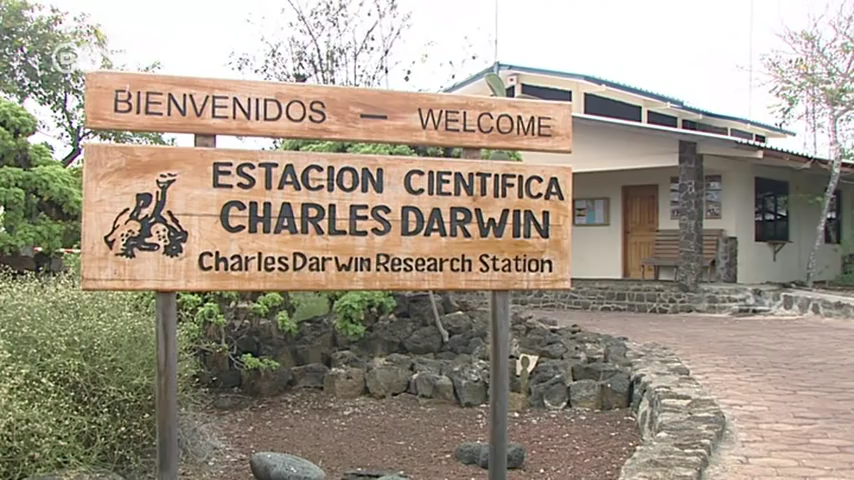 BIENVENIDOS — WELCOME
ESTACION CIENTIFICA
CHARLES DARWIN
Charles Darwin Research Station